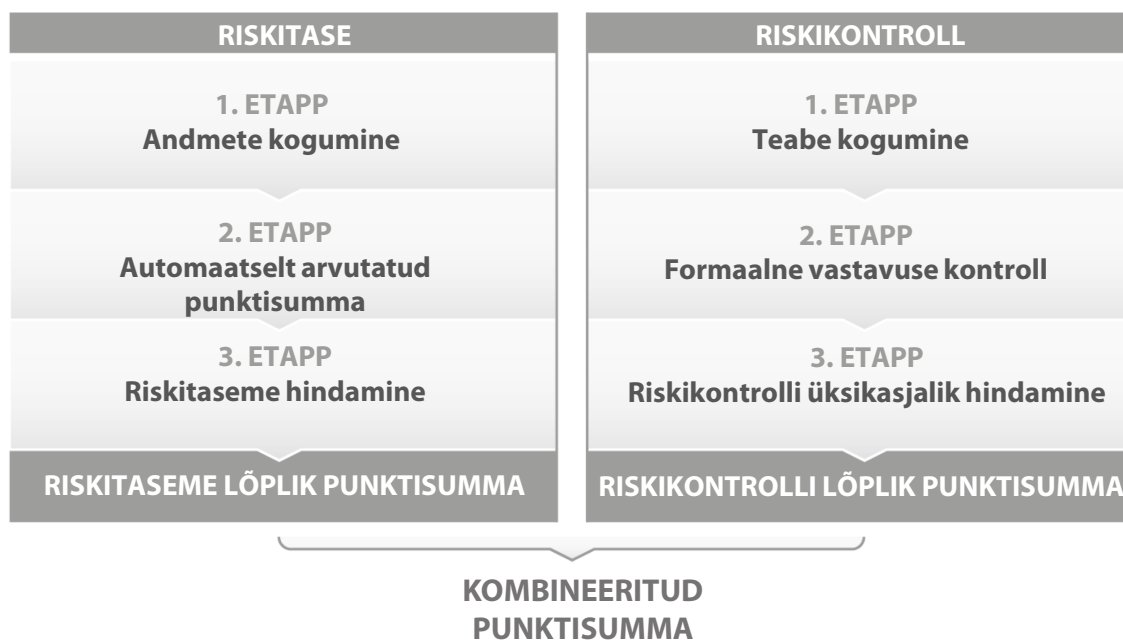 RISKITASE
1. ETAPP
Andmete kogumine
2. ETAPP
Automaatselt arvutatud
punktisumma
3. ETAPP
Riskitaseme hindamine
RISKITASEME LÕPLIK PUNKTISUMMA
RISKIKONTROLL
1. ETAPP
Teabe kogumine
2. ETAPP
Formaalne vastavuse kontroll
3. ETAPP
Riskikontrolli üksikasjalik hindamine
RISKIKONTROLLI LÕPLIK PUNKTISUMMA
KOMBINEERITUD
PUNKTISUMMA